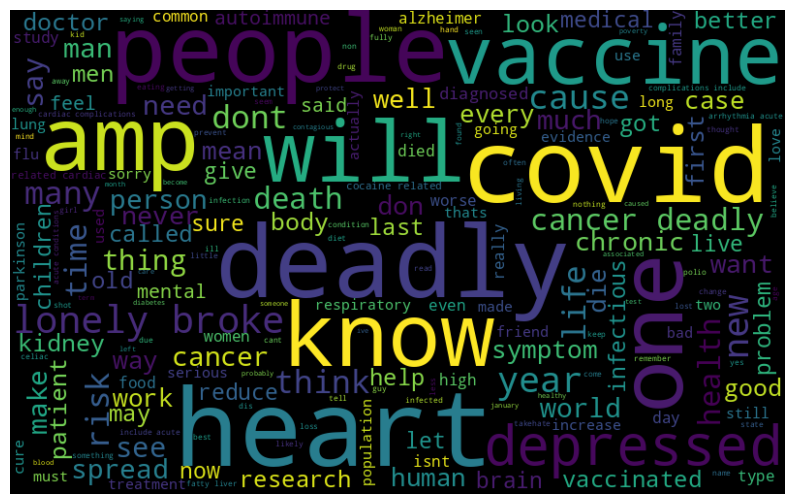 saying
common
autoimmune
alzheimer
medical
better
doctor
people
look
vaccine
study
kid
man
non
fully
woman
hand
seen
poverty
drug
use
family
away
eating
getting
protect
complications include
say
men
important
need
said
well
diagnosed
cause
long
case
feel
lung
cardiac complications
enough
contagious
every
much
got
arrhythmia acute
flu
mind
prevent
dont
actually
right
going
evidence
thought
hope
amp
will
covid
first
mean
died
found
love
related cardiac
sorry
give
often
nothing
caused
believe
many
month
become
cocaine related
living
person
death
never
infection
don
worse
thats
cancer deadly
time
girl
used
sure
body
condition
last
really
chronic
live
associated
parkinson
children
called
ill
diet
deadly
polio
thing
little
read
life
die
infectious
want
old
mental
change
shot
diabetes
someone
respiratory
even
made
lost
two
test
new
problem
lonely broke
know
one
women
cant
friend
keep
bad
health
kidney
way
cancer
symptom
remember
celiac
due
left
serious
probably
yes
think
help
high
year
come
risk
food
reduce
guy
january
good
make
patient
work
tell
infected
healthy
world
day
still
may
heart
depressed
loss
population
increase
include acute
see
best
let
state
cure
something
likely
isnt
blood
must
spread
now
research
human
brain
vaccinated
type
treatment
fatty liver
name